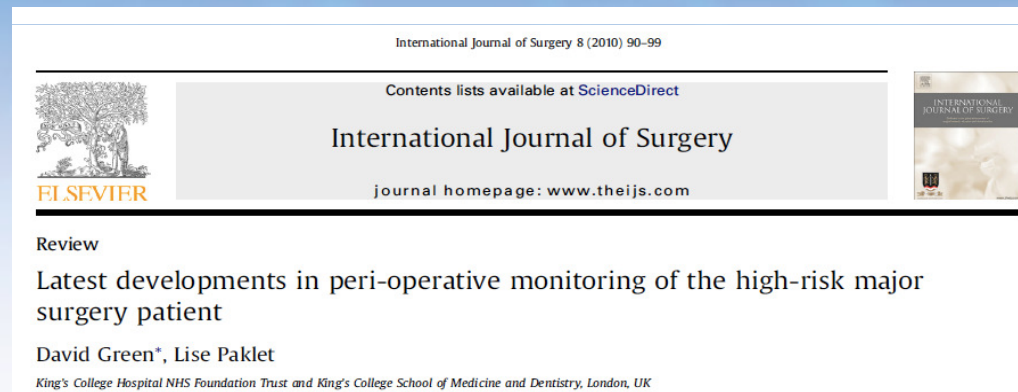 International Journal of Surgery 8 (2010) 90–99
Contents lists available at ScienceDirect
International Journal of Surgery
journal homepage: www.theijs.com
ELSEVIER
INTERNATIONAL
JOURNAL OF SURGERY
Review
Latest developments in peri-operative monitoring of the high-risk major
surgery patient
David Green*, Lise Paklet
King's College Hospital NHS Foundation Trust and King's College School of Medicine and Dentistry, London, UK